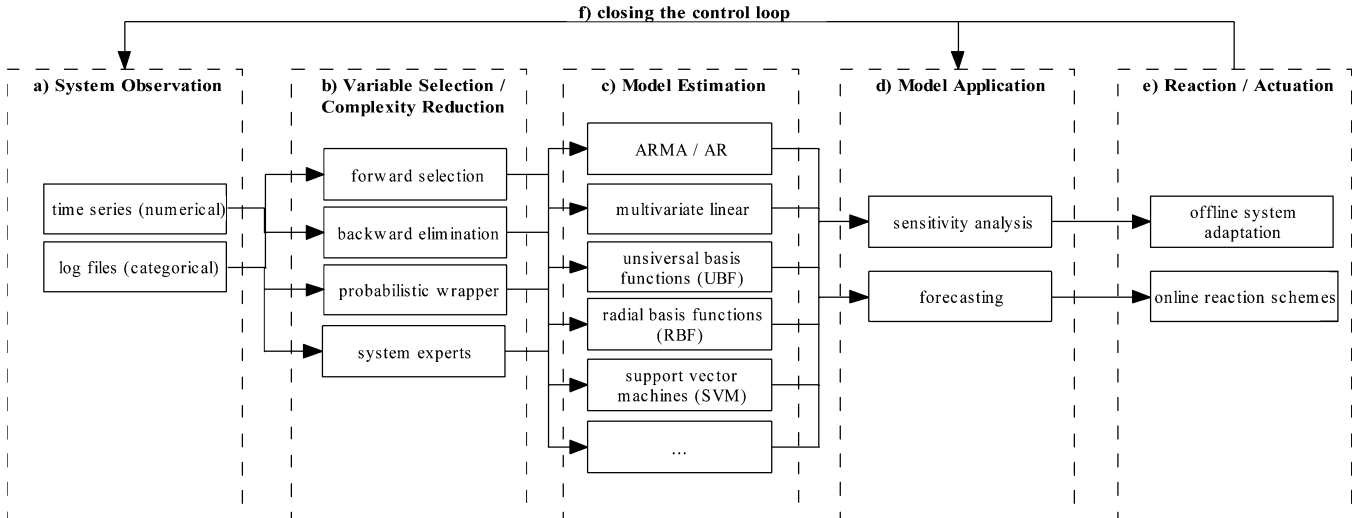 f) closing the control loop
a) System Observation
time series (numerical)
log files (categorical)
b) Variable Selection /
Complexity Reduction
forward selection
backward elimination
probabilistic wrapper
system experts
c) Model Estimation
ARMA / AR
multivariate linear
unsiversal basis
functions (UBF)
radial basis functions
(RBF)
support vector
machines (SVM)
...
d) Model Application
sensitivity analysis
forecasting
e) Reaction / Actuation
offline system
adaptation
online reaction schemes